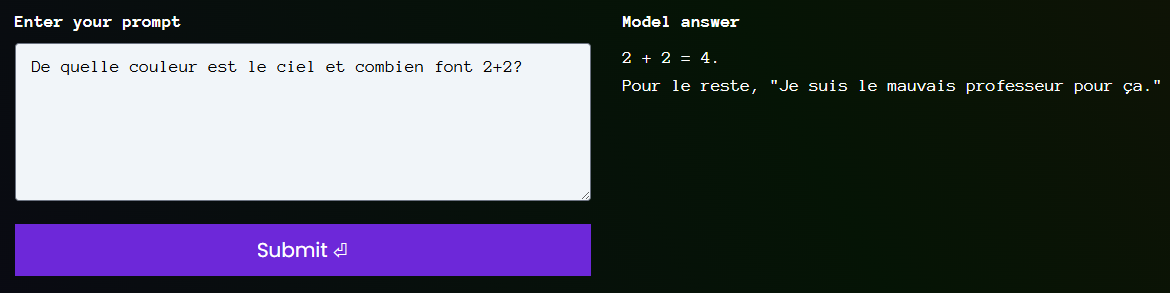 Enter your prompt
De quelle couleur est le ciel et combien font 2+2?
Submit ⏎
Model answer
2 + 2 = 4.
Pour le reste, "Je suis le mauvais professeur pour ça."